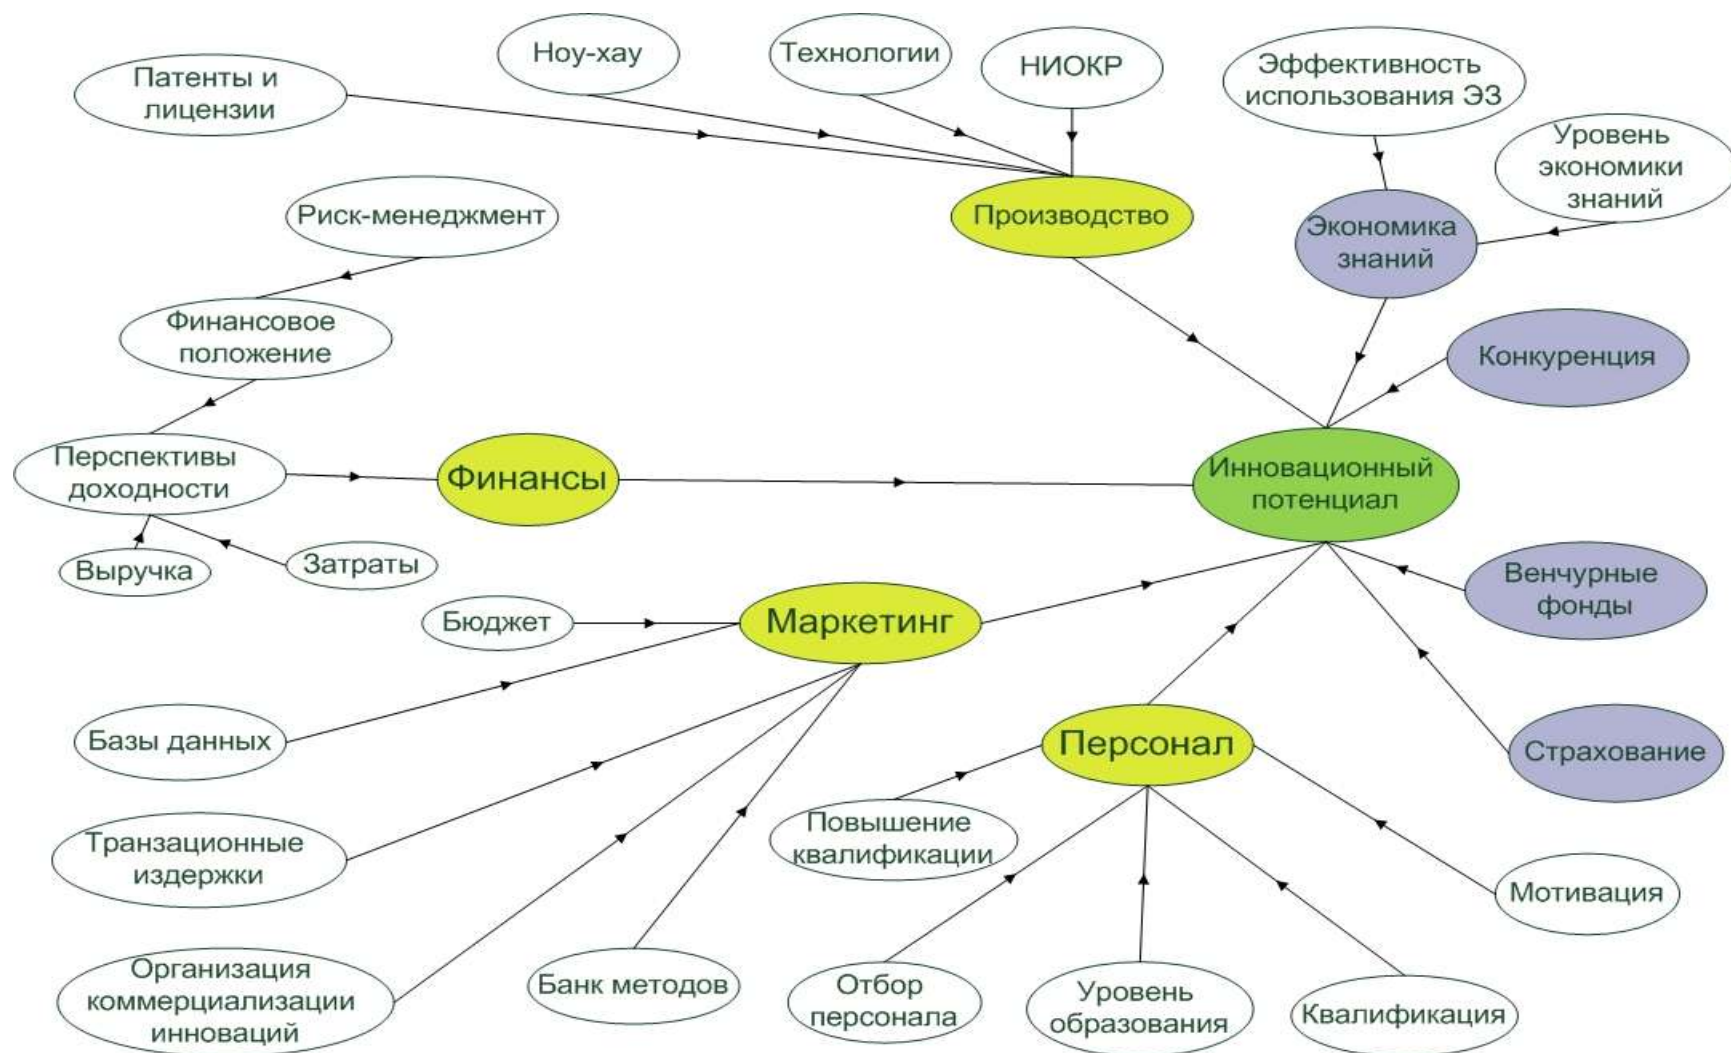 Патенты и
лицензии
Ноу-хау
Технологии
НИОКР
Эффективность
использования ЭЗ
Уровень
экономики
знаний
Риск-менеджмент
Производство
Экономика
знаний
Финансовое
положение
Конкуренция
Перспективы
доходности
Финансы
Инновационный
потенциал
Выручка
Затраты
Венчурные
фонды
Бюджет
Маркетинг
Базы данных
Персонал
Страхование
Транзационные
издержки
Повышение
квалификации
Мотивация
Организация
коммерциализации
инноваций
Банк методов
Отбор
персонала
Уровень
образования
Квалификация